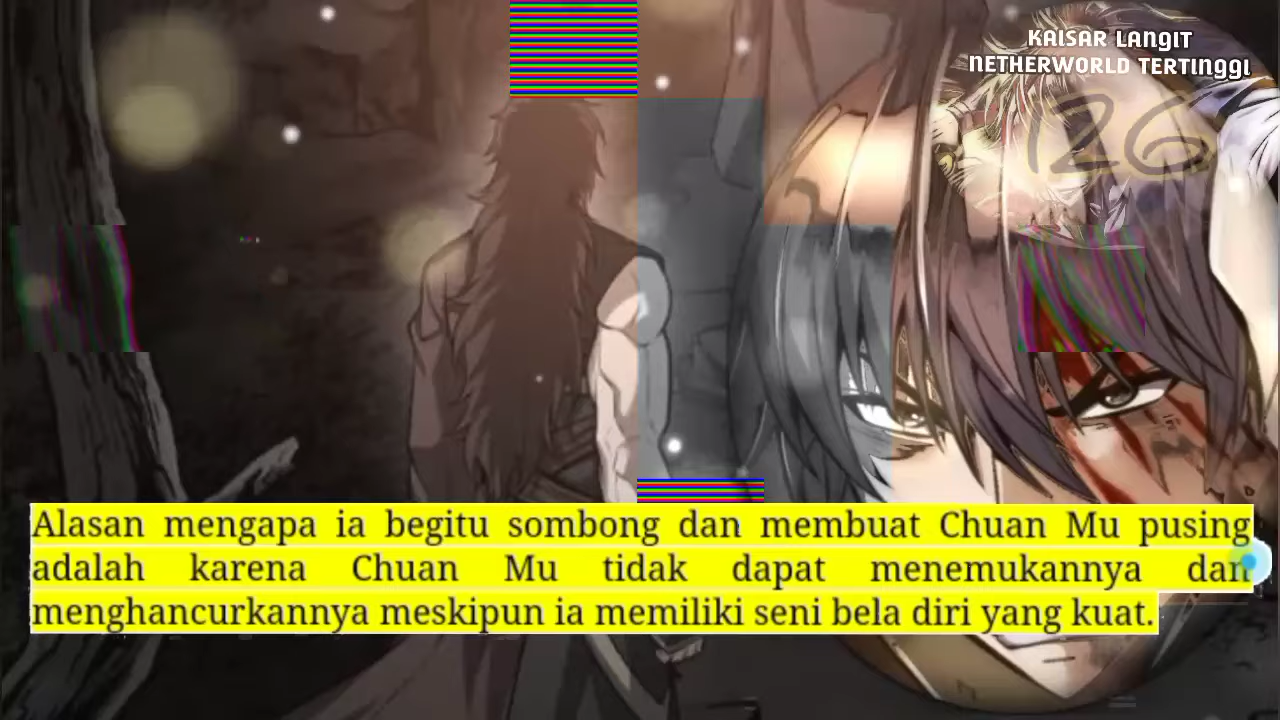 KAISAR LANGIT
NETHERWORLD TERTINGGI
126
Alasan mengapa ia begitu sombong dan membuat Chuan Mu pusing
adalah karena Chuan Mu tidak dapat menemukannya dan
menghancurkannya meskipun ia memiliki seni bela diri yang kuat.